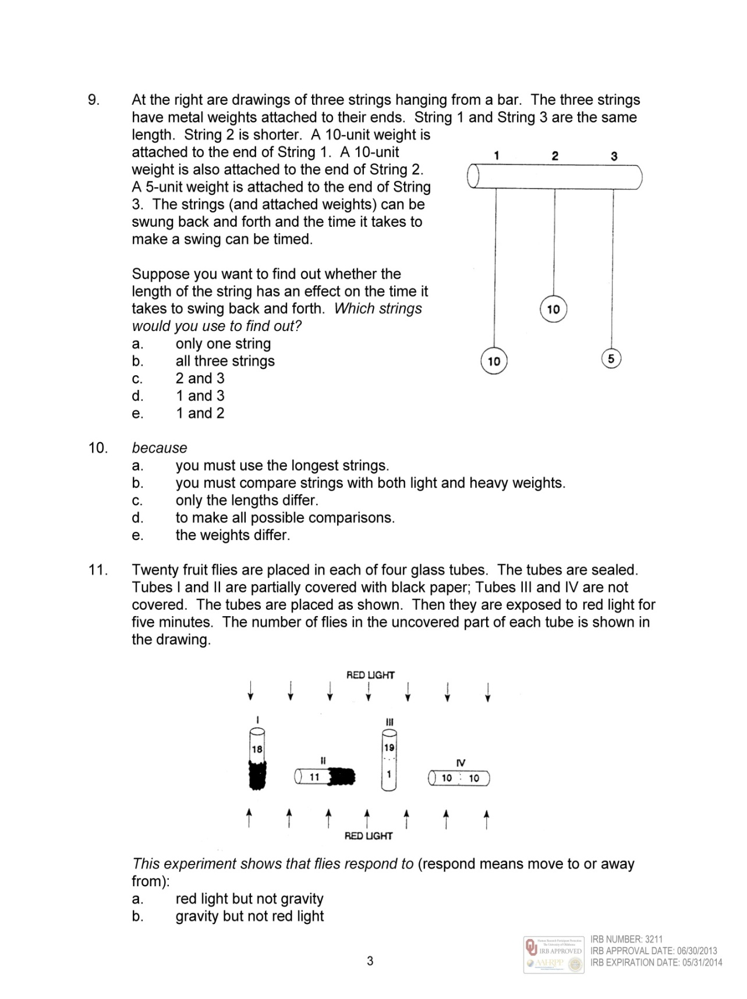 9. At the right are drawings of three strings hanging from a bar. The three strings
have metal weights attached to their ends. String 1 and String 3 are the same
length. String 2 is shorter. A 10-unit weight is
attached to the end of String 1. A 10-unit
weight is also attached to the end of String 2.
A 5-unit weight is attached to the end of String
3. The strings (and attached weights) can be
swung back and forth and the time it takes to
make a swing can be timed.
1 2 3
10
10
5
Suppose you want to find out whether the
length of the string has an effect on the time it
takes to swing back and forth. Which strings
would you use to find out?
a. only one string
b. all three strings
c. 2 and 3
d. 1 and 3
e. 1 and 2
10. because
a. you must use the longest strings.
b. you must compare strings with both light and heavy weights.
c. only the lengths differ.
d. to make all possible comparisons.
e. the weights differ.
11. Twenty fruit flies are placed in each of four glass tubes. The tubes are sealed.
Tubes I and II are partially covered with black paper; Tubes III and IV are not
covered. The tubes are placed as shown. Then they are exposed to red light for
five minutes. The number of flies in the uncovered part of each tube is shown in
the drawing.
RED LIGHT
I III
18 19
II IV
11 1 10 10
RED LIGHT
This experiment shows that flies respond to (respond means move to or away
from):
a. red light but not gravity
b. gravity but not red light
3
Human Research Participant Protection
The University of Oklahoma
IRB APPROVED
AAHRPP
IRB NUMBER: 3211
IRB APPROVAL DATE: 06/30/2013
IRB EXPIRATION DATE: 05/31/2014